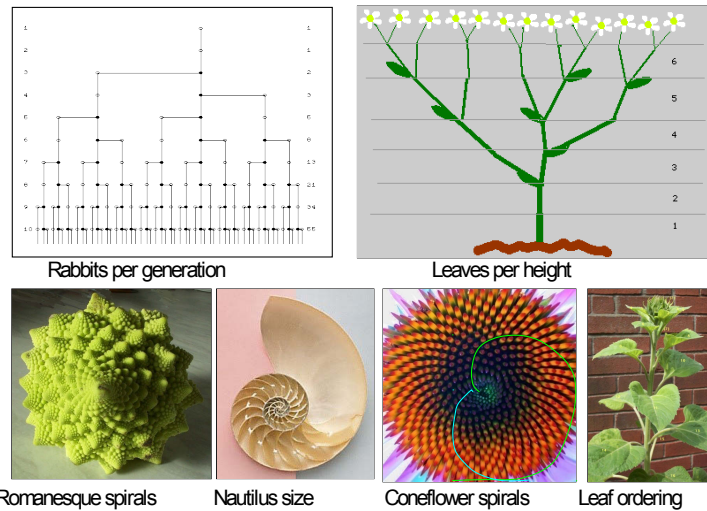 1 1
2 1
3 2
4 3
5 5
6 8
7 13
8 21
9 34
10 55
6
5
4
3
2
1
Rabbits per generation
Leaves per height
Romanesque spirals
Nautilus size
Coneflower spirals
Leaf ordering